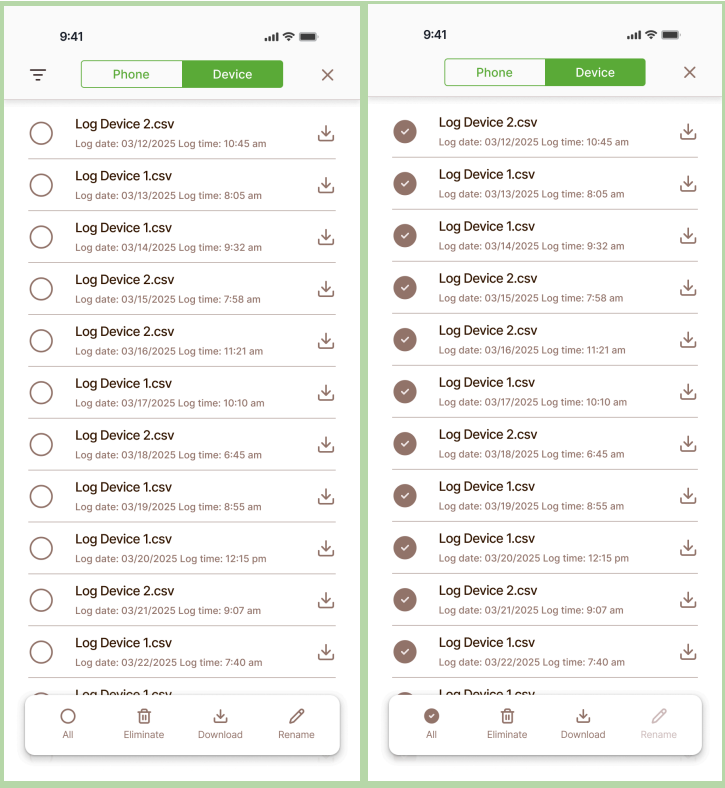 9:41
Phone Device
Log Device 2.csv
Log date: 03/12/2025 Log time: 10:45 am
Log Device 1.csv
Log date: 03/13/2025 Log time: 8:05 am
Log Device 1.csv
Log date: 03/14/2025 Log time: 9:32 am
Log Device 2.csv
Log date: 03/15/2025 Log time: 7:58 am
Log Device 2.csv
Log date: 03/16/2025 Log time: 11:21 am
Log Device 1.csv
Log date: 03/17/2025 Log time: 10:10 am
Log Device 2.csv
Log date: 03/18/2025 Log time: 6:45 am
Log Device 1.csv
Log date: 03/19/2025 Log time: 8:55 am
Log Device 1.csv
Log date: 03/20/2025 Log time: 12:15 pm
Log Device 2.csv
Log date: 03/21/2025 Log time: 9:07 am
Log Device 1.csv
Log date: 03/22/2025 Log time: 7:40 am
Log Device 1.csv
All Eliminate Download Rename
9:41
Phone Device
Log Device 2.csv
Log date: 03/12/2025 Log time: 10:45 am
Log Device 1.csv
Log date: 03/13/2025 Log time: 8:05 am
Log Device 1.csv
Log date: 03/14/2025 Log time: 9:32 am
Log Device 2.csv
Log date: 03/15/2025 Log time: 7:58 am
Log Device 2.csv
Log date: 03/16/2025 Log time: 11:21 am
Log Device 1.csv
Log date: 03/17/2025 Log time: 10:10 am
Log Device 2.csv
Log date: 03/18/2025 Log time: 6:45 am
Log Device 1.csv
Log date: 03/19/2025 Log time: 8:55 am
Log Device 1.csv
Log date: 03/20/2025 Log time: 12:15 pm
Log Device 2.csv
Log date: 03/21/2025 Log time: 9:07 am
Log Device 1.csv
Log date: 03/22/2025 Log time: 7:40 am
Log Device 1.csv
All Eliminate Download Rename